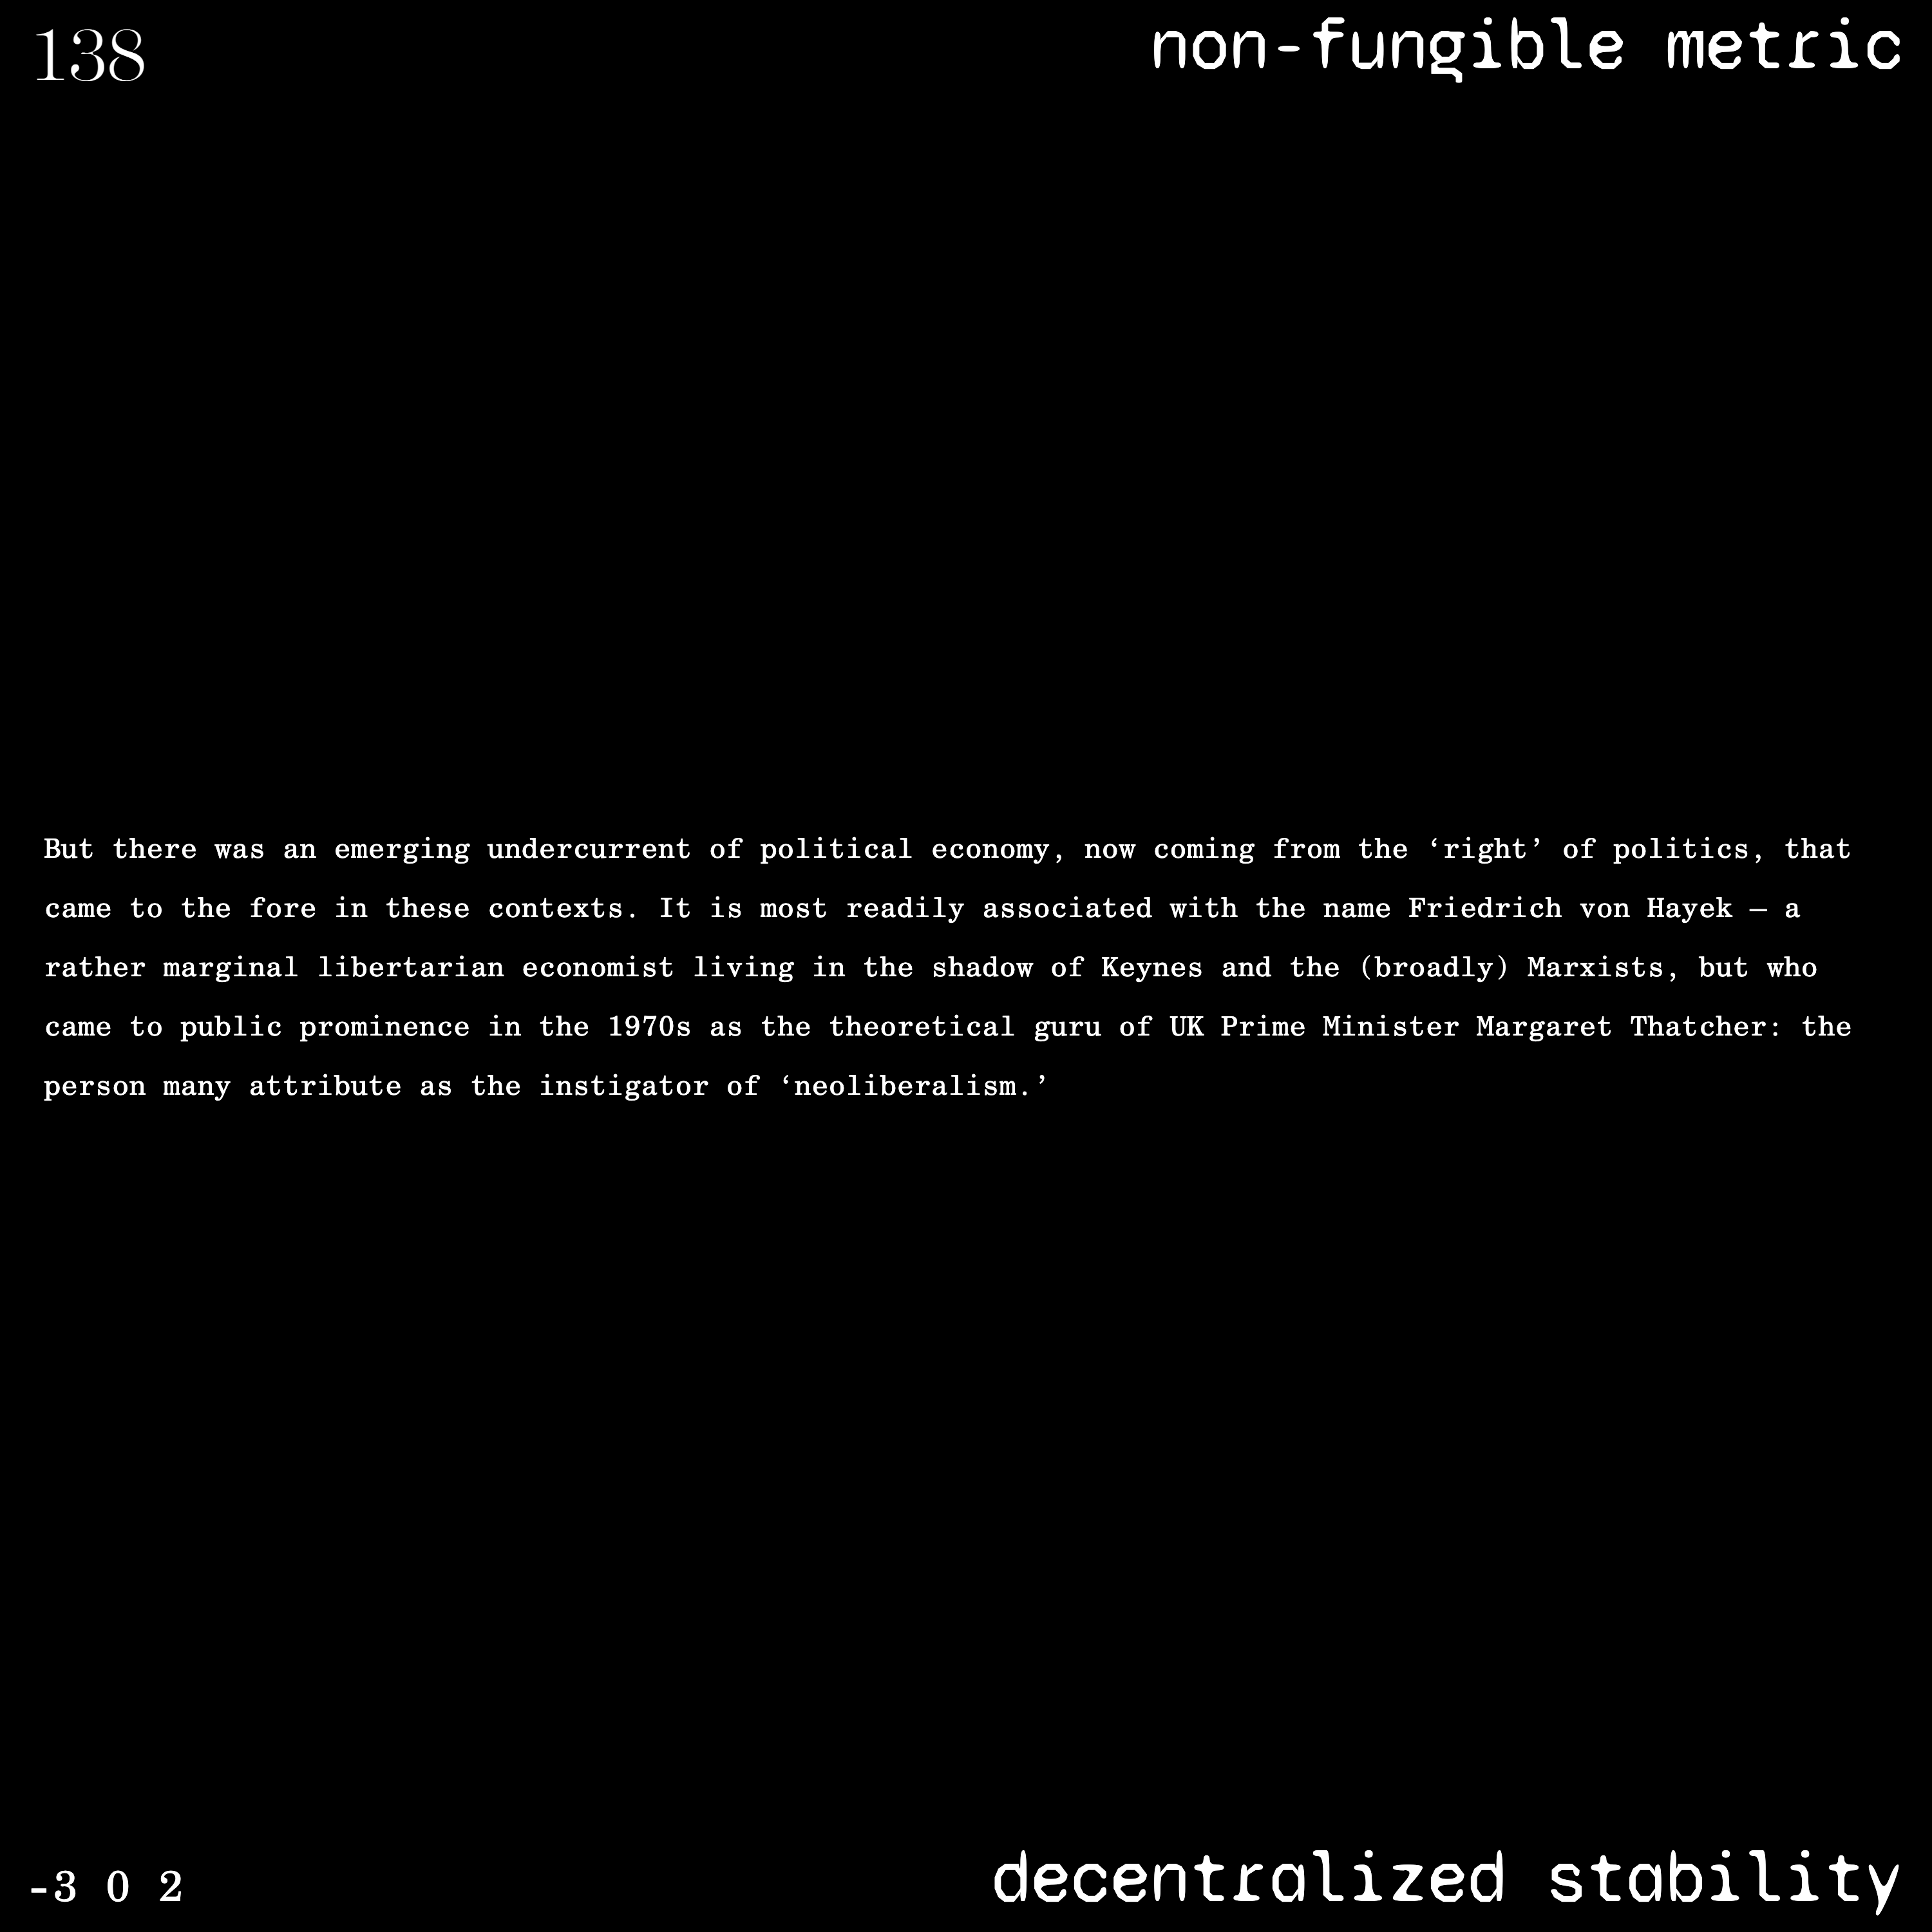 138
non-fungible metric
But there was an emerging undercurrent of political economy, now coming from the ‘right’ of politics, that
came to the fore in these contexts. It is most readily associated with the name Friedrich von Hayek – a
rather marginal libertarian economist living in the shadow of Keynes and the (broadly) Marxists, but who
came to public prominence in the 1970s as the theoretical guru of UK Prime Minister Margaret Thatcher: the
person many attribute as the instigator of ‘neoliberalism.’
-3 0 2
decentralized stability